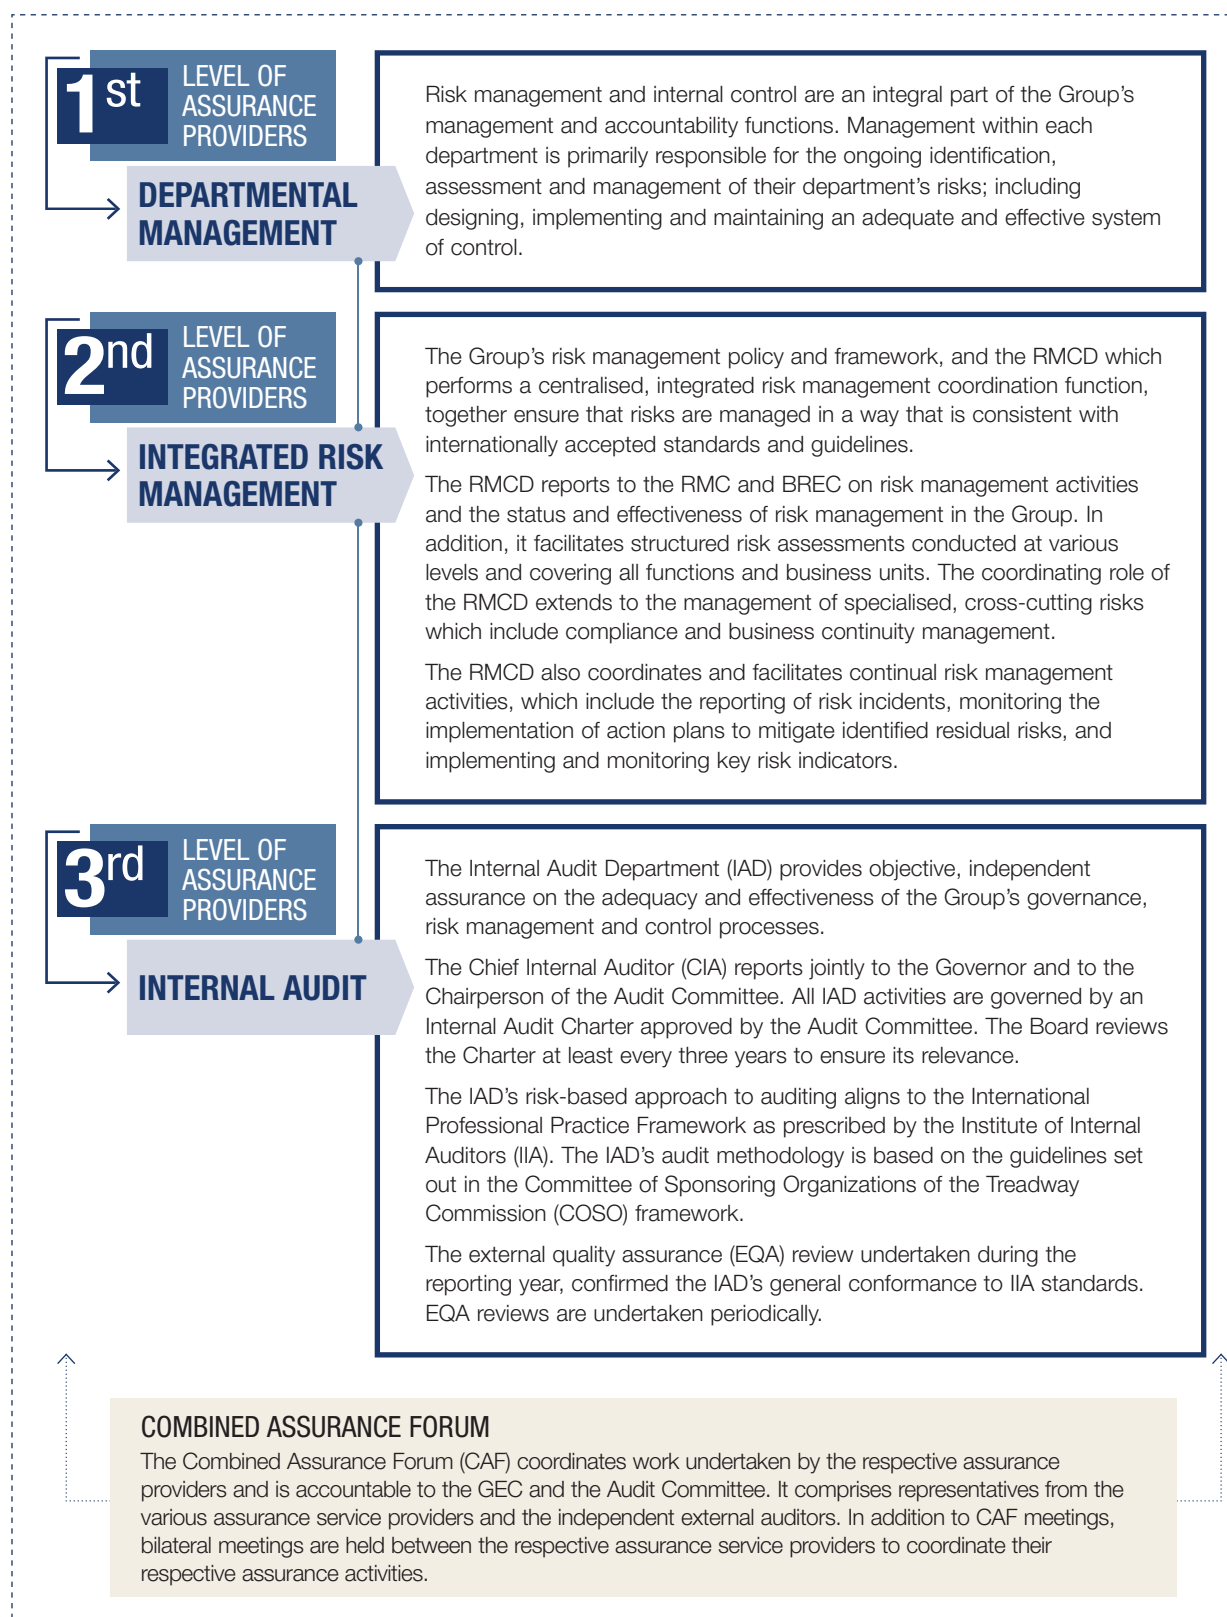 1st
LEVEL OF
ASSURANCE
PROVIDERS
DEPARTMENTAL
MANAGEMENT
Risk management and internal control are an integral part of the Group's
management and accountability functions. Management within each
department is primarily responsible for the ongoing identification,
assessment and management of their department's risks; including
designing, implementing and maintaining an adequate and effective system
of control.
2nd
LEVEL OF
ASSURANCE
PROVIDERS
INTEGRATED RISK
MANAGEMENT
The Group's risk management policy and framework, and the RMCD which
performs a centralised, integrated risk management coordination function,
together ensure that risks are managed in a way that is consistent with
internationally accepted standards and guidelines.
The RMCD reports to the RMC and BREC on risk management activities
and the status and effectiveness of risk management in the Group. In
addition, it facilitates structured risk assessments conducted at various
levels and covering all functions and business units. The coordinating role of
the RMCD extends to the management of specialised, cross-cutting risks
which include compliance and business continuity management.
The RMCD also coordinates and facilitates continual risk management
activities, which include the reporting of risk incidents, monitoring the
implementation of action plans to mitigate identified residual risks, and
implementing and monitoring key risk indicators.
3rd
LEVEL OF
ASSURANCE
PROVIDERS
INTERNAL AUDIT
The Internal Audit Department (IAD) provides objective, independent
assurance on the adequacy and effectiveness of the Group's governance,
risk management and control processes.
The Chief Internal Auditor (CIA) reports jointly to the Governor and to the
Chairperson of the Audit Committee. All IAD activities are governed by an
Internal Audit Charter approved by the Audit Committee. The Board reviews
the Charter at least every three years to ensure its relevance.
The IAD's risk-based approach to auditing aligns to the International
Professional Practice Framework as prescribed by the Institute of Internal
Auditors (IIA). The IAD's audit methodology is based on the guidelines set
out in the Committee of Sponsoring Organizations of the Treadway
Commission (COSO) framework.
The external quality assurance (EQA) review undertaken during the
reporting year, confirmed the IAD's general conformance to IIA standards.
EQA reviews are undertaken periodically.
COMBINED ASSURANCE FORUM
The Combined Assurance Forum (CAF) coordinates work undertaken by the respective assurance
providers and is accountable to the GEC and the Audit Committee. It comprises representatives from the
various assurance service providers and the independent external auditors. In addition to CAF meetings,
bilateral meetings are held between the respective assurance service providers to coordinate their
respective assurance activities.